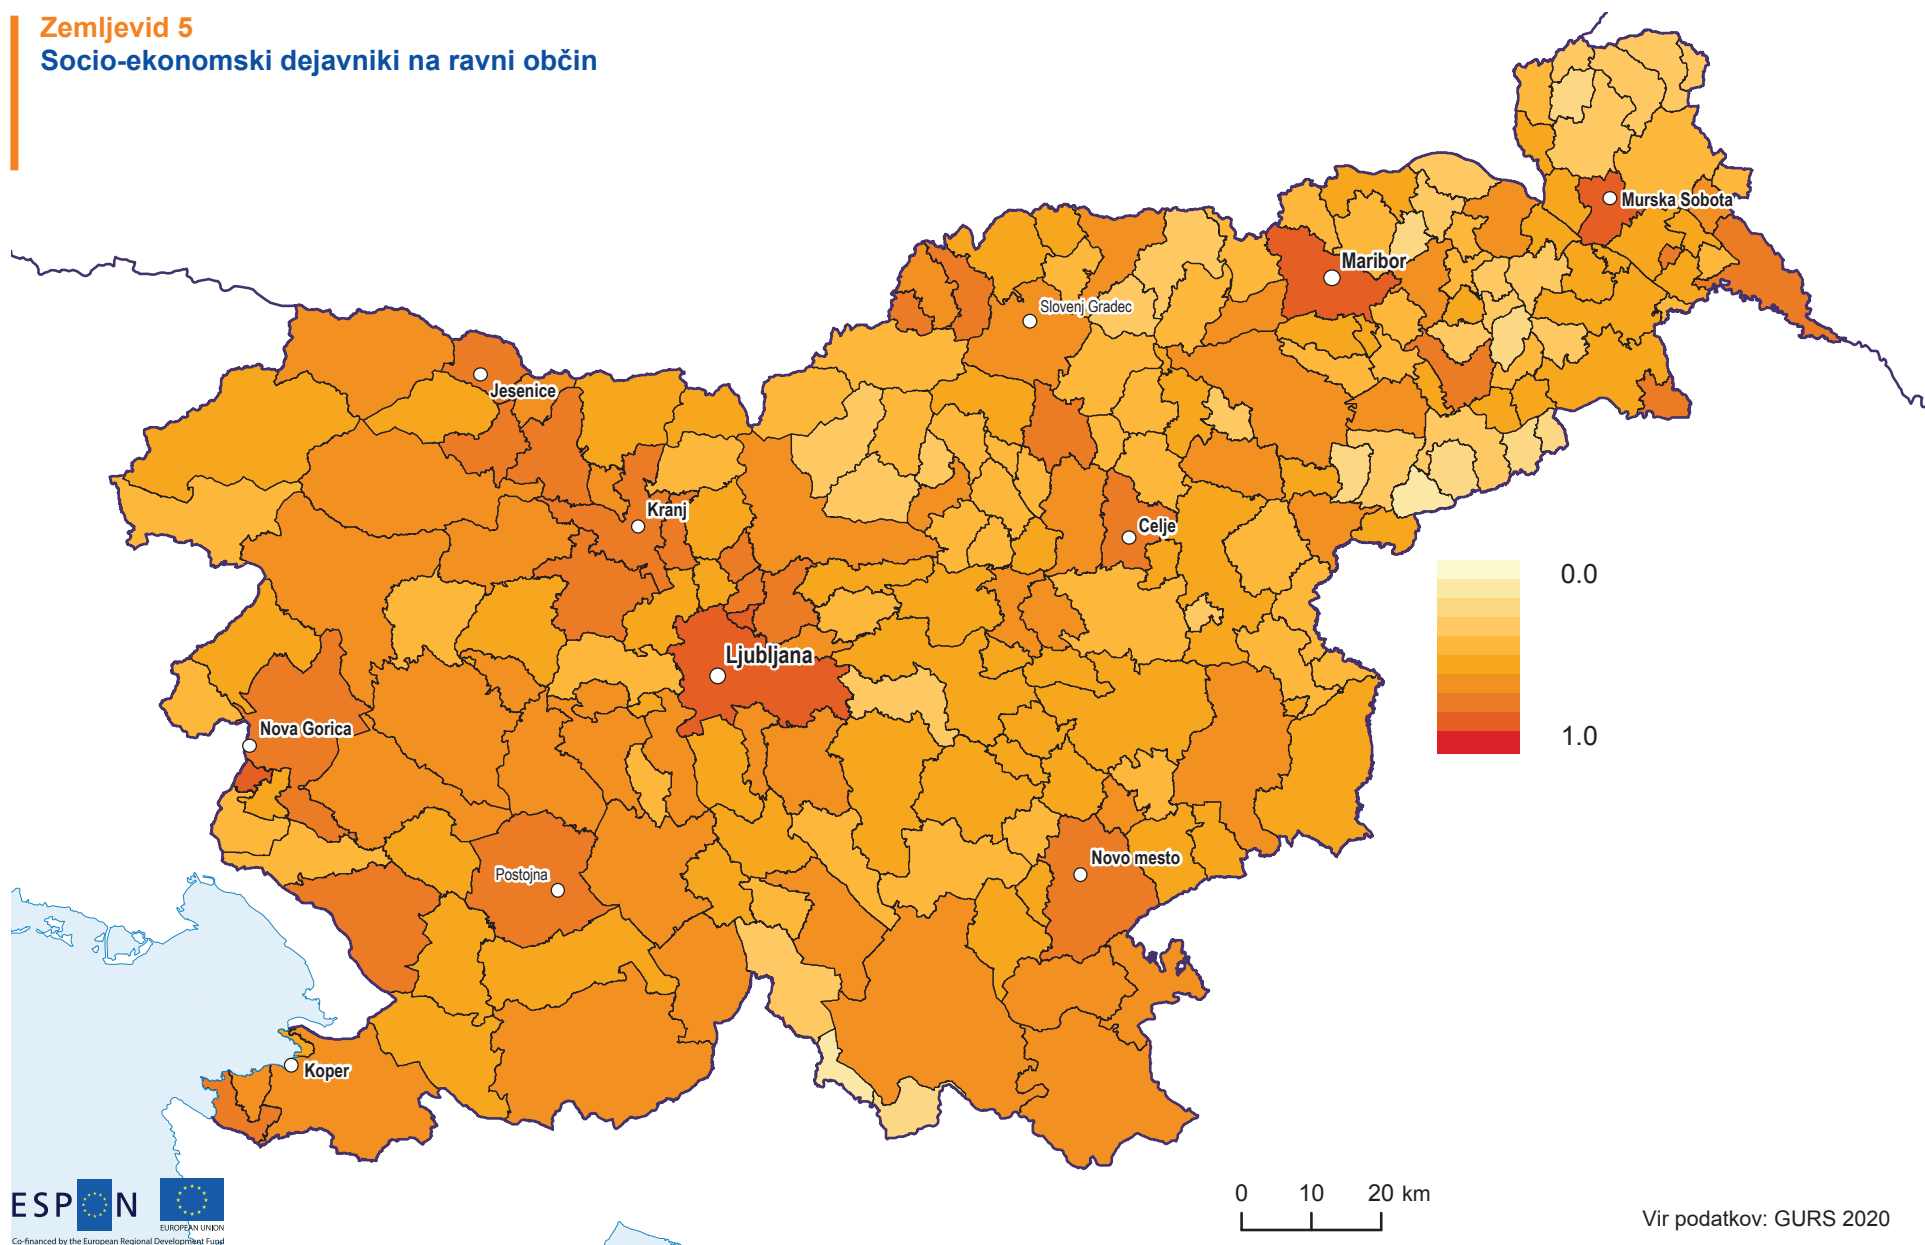 Zemljevid 5
Socio-ekonomski dejavniki na ravni občin
Murska Sobota
Maribor
Slovenj Gradec
Jesenice
Kranj
Celje
0.0
Ljubljana
Nova Gorica
1.0
Novo mesto
Postojna
Koper
0 10 20 km
Vir podatkov: GURS 2020
ESPON
EUROPEAN UNION
Co-financed by the European Regional Development Fund